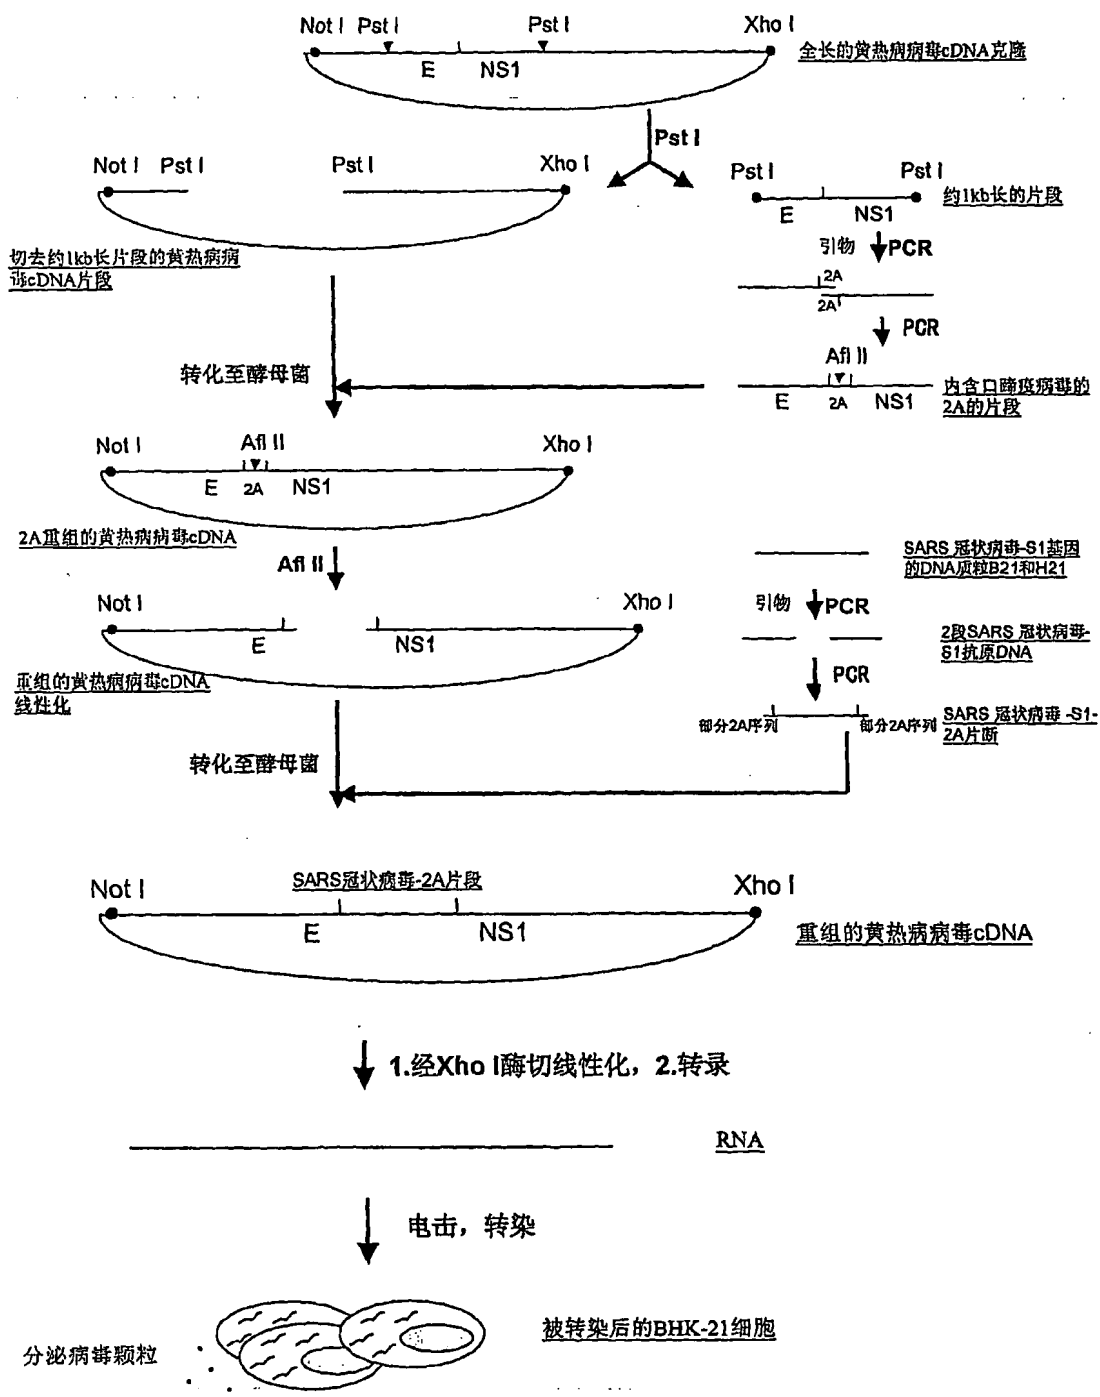 Not I Pst I Pst I Xho I
E NS1
全长的黄热病病毒cDNA克隆
Pst I
Not I Pst I Pst I Xho I
切去约1kb长片段的黄热病病
毒cDNA片段
Pst I Pst I
E NS1
约1kb长的片段
引物 PCR
2A
2A
PCR
Afl II
E 2A NS1
内含口蹄疫病毒的
2A的片段
转化至酵母菌
Not I Afl II Xho I
E 2A NS1
2A重组的黄热病病毒cDNA
Afl II
SARS 冠状病毒-S1基因
的DNA质粒B21和H21
引物 PCR
Not I Xho I
E NS1
重组的黄热病病毒cDNA
线性化
2段SARS 冠状病毒-
S1抗原DNA
PCR
部分2A序列 部分2A序列
SARS 冠状病毒 -S1-
2A片断
转化至酵母菌
Not I SARS冠状病毒-2A片段 Xho I
E NS1
重组的黄热病病毒cDNA
1.经Xho I酶切线性化，2.转录
RNA
电击，转染
被转染后的BHK-21细胞
分泌病毒颗粒